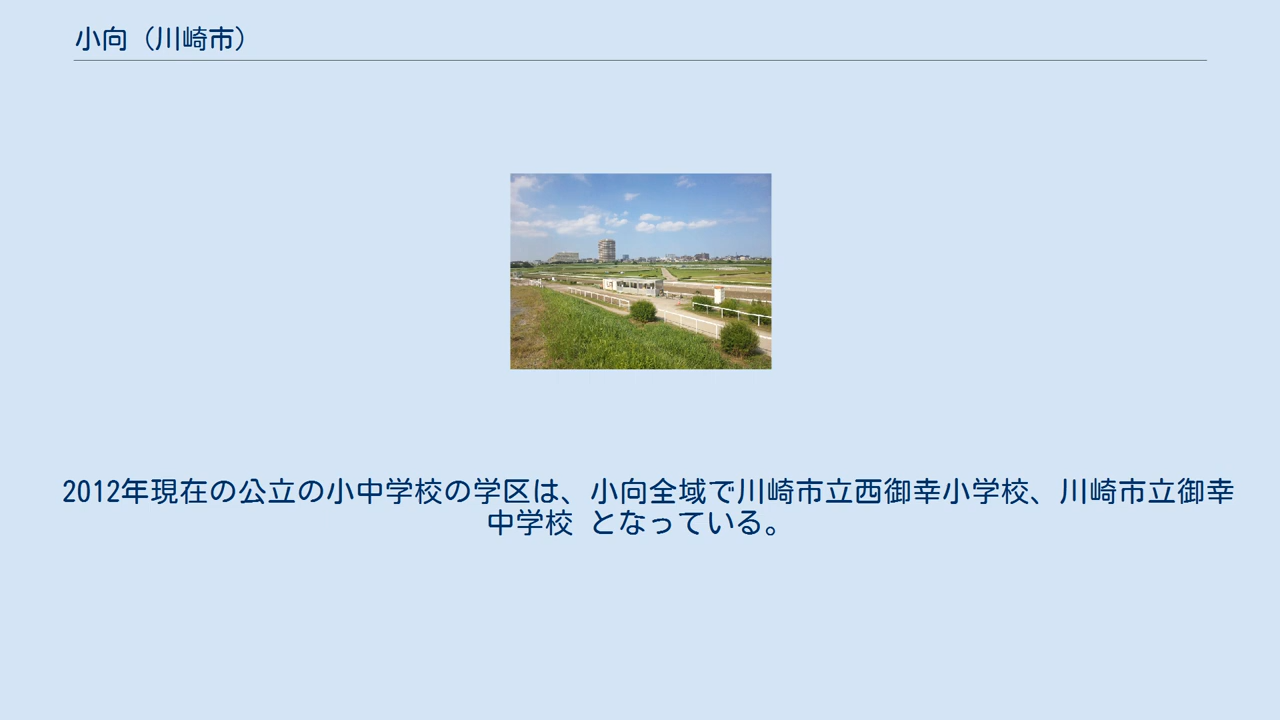 小向（川崎市）
2012年現在の公立の小中学校の学区は、小向全域で川崎市立西御幸小学校、川崎市立御幸
中学校 となっている。